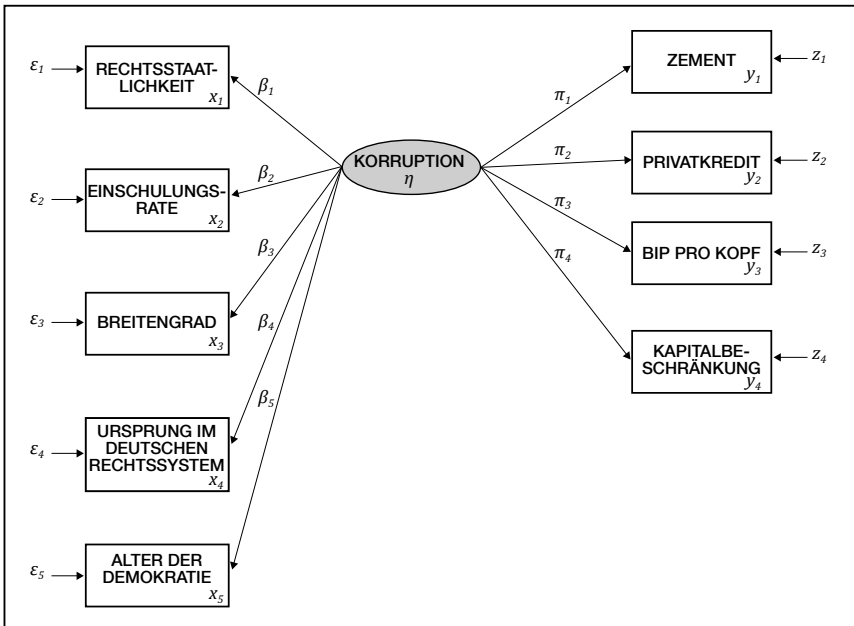 ε₁
RECHTSSTAAT-
LICHKEIT
x₁
β₁
ε₂
EINSCHULUNGS-
RATE
x₂
β₂
ε₃
BREITENGRAD
x₃
β₃
ε₄
URSPRUNG IM
DEUTSCHEN
RECHTSSYSTEM
x₄
β₄
ε₅
ALTER DER
DEMOKRATIE
x₅
β₅
KORRUPTION
η
π₁
ZEMENT
y₁
z₁
π₂
PRIVATKREDIT
y₂
z₂
π₃
BIP PRO KOPF
y₃
z₃
π₄
KAPITALBE-
SCHRÄNKUNG
y₄
z₄